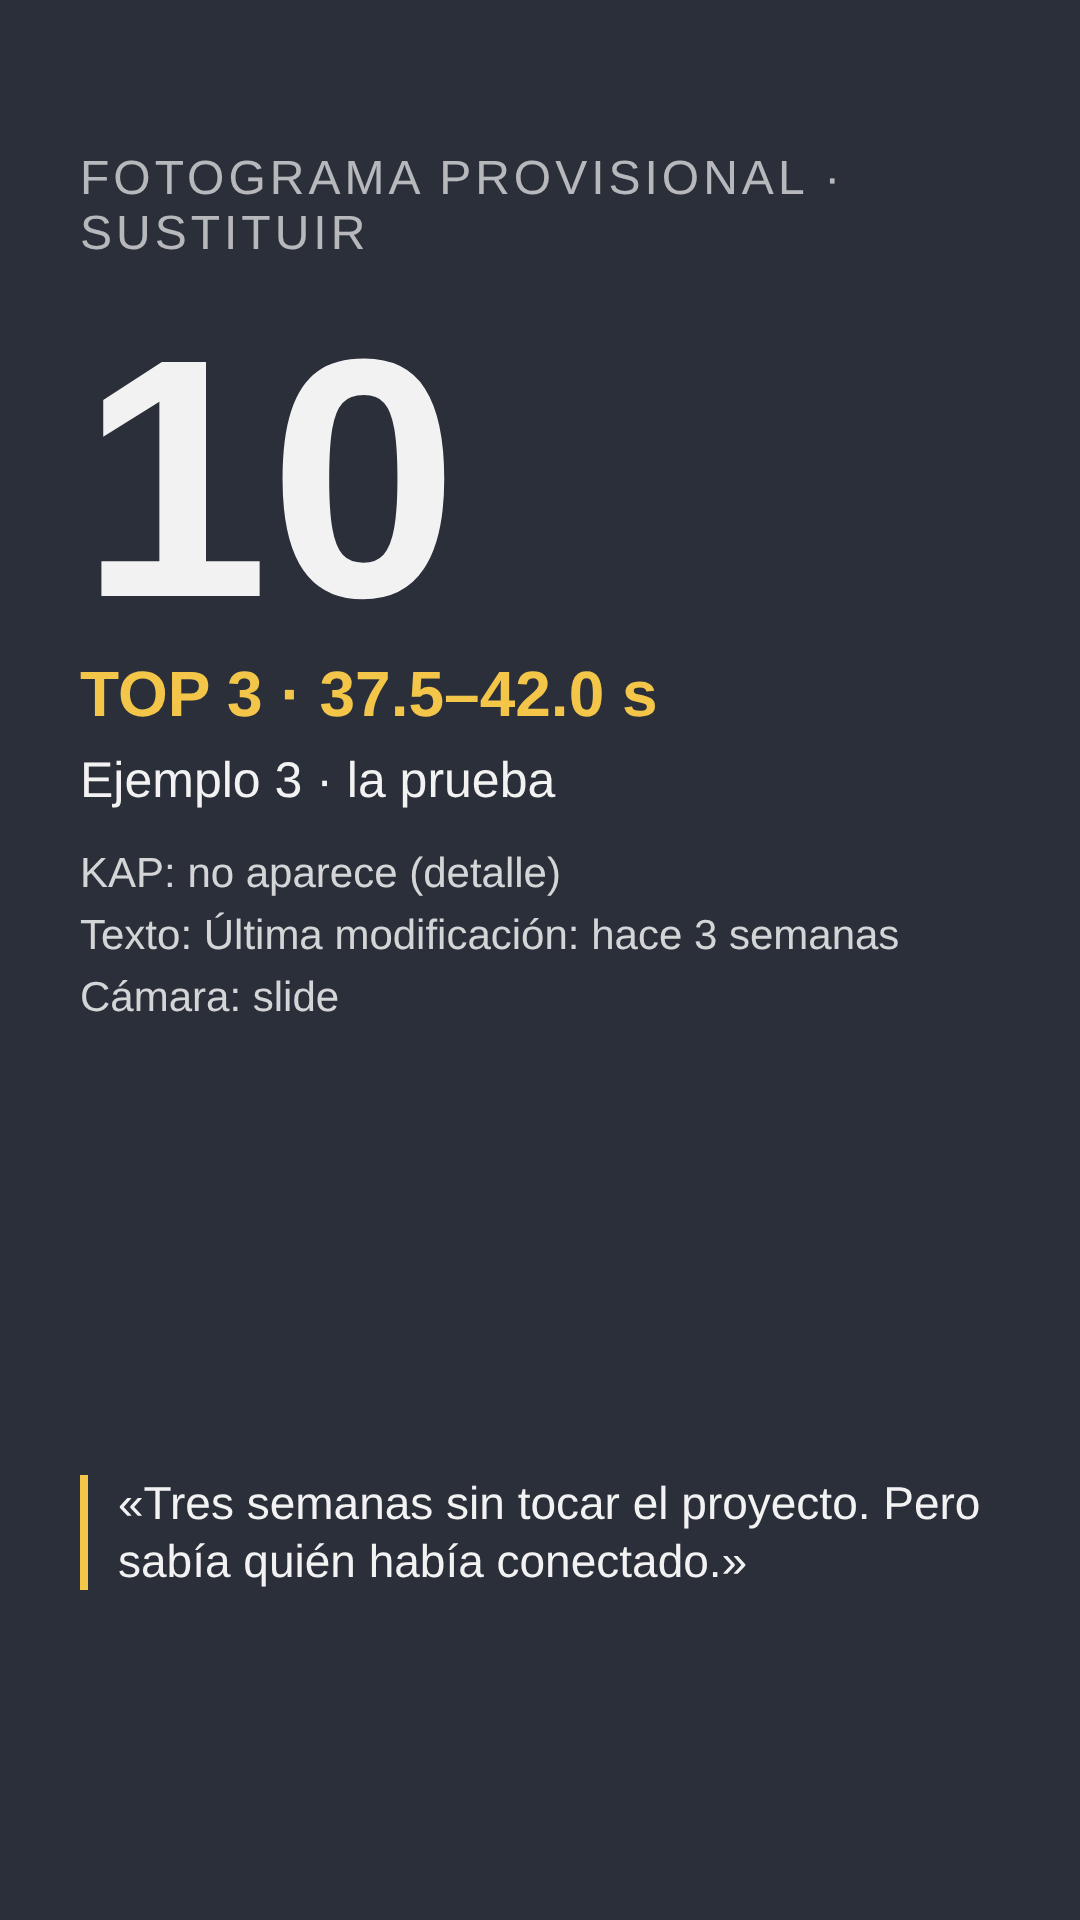 FOTOGRAMA PROVISIONAL ·
SUSTITUIR
10
TOP 3 · 37.5–42.0 s
Ejemplo 3 · la prueba
KAP: no aparece (detalle)
Texto: Última modificación: hace 3 semanas
Cámara: slide
«Tres semanas sin tocar el proyecto. Pero
sabía quién había conectado.»